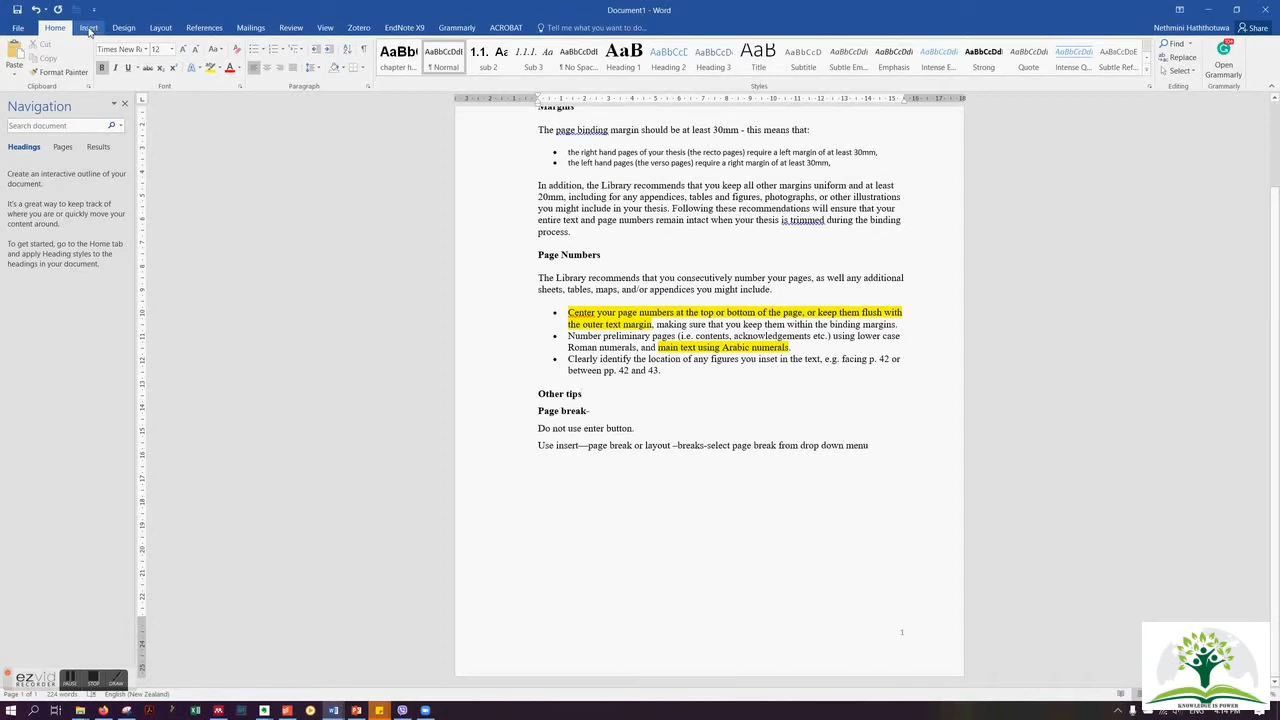 Document1 - Word
File Home Insert Design Layout References Mailings Review View Zotero EndNote X9 Grammarly ACROBAT Tell me what you want to do...
Nethmini Haththotuwa Share
Paste
Cut
Copy
Format Painter
Clipboard
Times New R 12
Font
Paragraph
chapter h... ¶ Normal sub 2 Sub 3 ¶ No Spac... Heading 1 Heading 2 Heading 3 Title Subtitle Subtle Em... Emphasis Intense E... Strong Quote Intense Q... Subtle Ref...
Styles
Find
Replace
Select
Editing
Open
Grammarly
Grammarly
Navigation
Search document
Headings Pages Results
Create an interactive outline of your
document.
It's a great way to keep track of
where you are or quickly move your
content around.
To get started, go to the Home tab
and apply Heading styles to the
headings in your document.
Margins
The page binding margin should be at least 30mm - this means that:
• the right hand pages of your thesis (the recto pages) require a left margin of at least 30mm,
• the left hand pages (the verso pages) require a right margin of at least 30mm,
In addition, the Library recommends that you keep all other margins uniform and at least
20mm, including for any appendices, tables and figures, photographs, or other illustrations
you might include in your thesis. Following these recommendations will ensure that your
entire text and page numbers remain intact when your thesis is trimmed during the binding
process.
Page Numbers
The Library recommends that you consecutively number your pages, as well any additional
sheets, tables, maps, and/or appendices you might include.
• Center your page numbers at the top or bottom of the page, or keep them flush with
the outer text margin, making sure that you keep them within the binding margins.
• Number preliminary pages (i.e. contents, acknowledgements etc.) using lower case
Roman numerals, and main text using Arabic numerals.
• Clearly identify the location of any figures you inset in the text, e.g. facing p. 42 or
between pp. 42 and 43.
Other tips
Page break-
Do not use enter button.
Use insert—page break or layout –breaks-select page break from drop down menu
1
ezvid
RECORDER
PAUSE STOP DRAW
Page 1 of 1 224 words English (New Zealand)
KNOWLEDGE IS POWER
ENG 4:14 PM